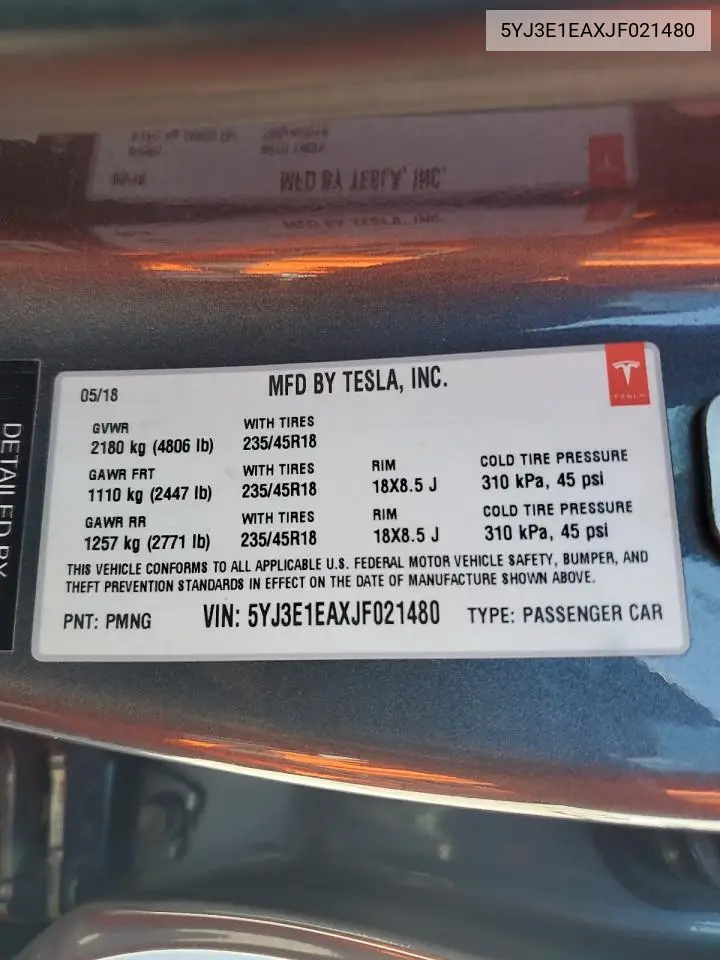 5YJ3E1EAXJF021480
05/18 MFD BY TESLA, INC.
TESLA
GVWR WITH TIRES
2180 kg (4806 lb) 235/45R18
GAWR FRT WITH TIRES RIM COLD TIRE PRESSURE
1110 kg (2447 lb) 235/45R18 18X8.5 J 310 kPa, 45 psi
GAWR RR WITH TIRES RIM COLD TIRE PRESSURE
1257 kg (2771 lb) 235/45R18 18X8.5 J 310 kPa, 45 psi
THIS VEHICLE CONFORMS TO ALL APPLICABLE U.S. FEDERAL MOTOR VEHICLE SAFETY, BUMPER, AND
THEFT PREVENTION STANDARDS IN EFFECT ON THE DATE OF MANUFACTURE SHOWN ABOVE.
PNT: PMNG VIN: 5YJ3E1EAXJF021480 TYPE: PASSENGER CAR
DETAILED BY